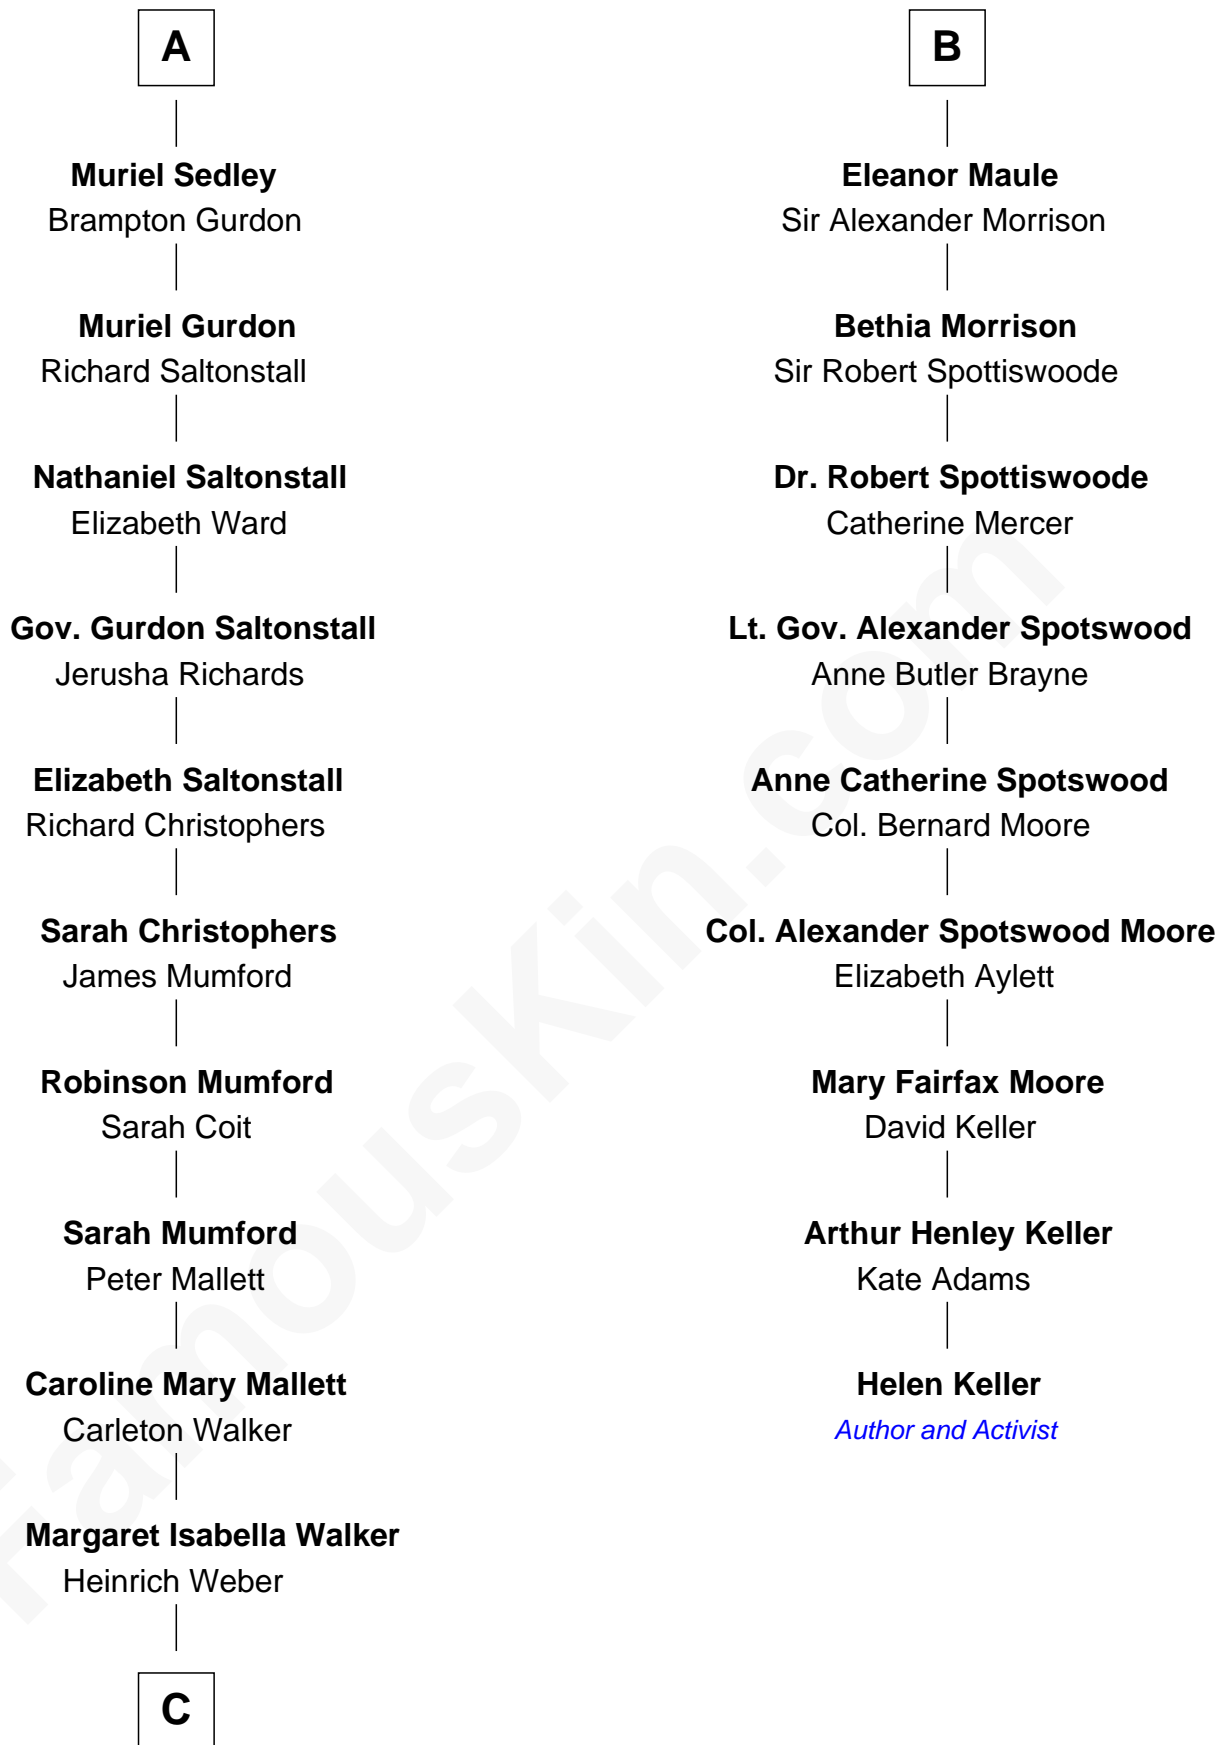 A
Muriel Sedley
Brampton Gurdon
Muriel Gurdon
Richard Saltonstall
Nathaniel Saltonstall
Elizabeth Ward
Gov. Gurdon Saltonstall
Jerusha Richards
Elizabeth Saltonstall
Richard Christophers
Sarah Christophers
James Mumford
Robinson Mumford
Sarah Coit
Sarah Mumford
Peter Mallett
Caroline Mary Mallett
Carleton Walker
Margaret Isabella Walker
Heinrich Weber
C
B
Eleanor Maule
Sir Alexander Morrison
Bethia Morrison
Sir Robert Spottiswoode
Dr. Robert Spottiswoode
Catherine Mercer
Lt. Gov. Alexander Spotswood
Anne Butler Brayne
Anne Catherine Spotswood
Col. Bernard Moore
Col. Alexander Spotswood Moore
Elizabeth Aylett
Mary Fairfax Moore
David Keller
Arthur Henley Keller
Kate Adams
Helen Keller
Author and Activist
FamousKin.com